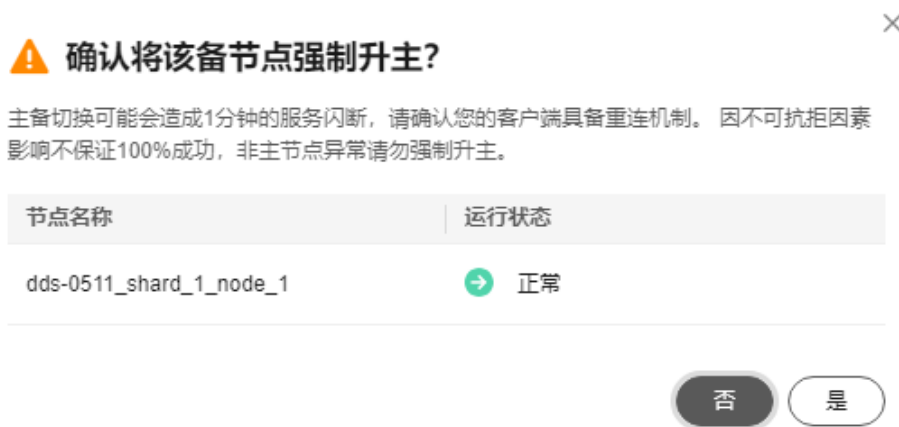 确认将该备节点强制升主?
主备切换可能会造成1分钟的服务闪断，请确认您的客户端具备重连机制。 因不可抗拒因素
影响不保证100%成功，非主节点异常请勿强制升主。
节点名称 运行状态
dds-0511_shard_1_node_1 正常
否 是